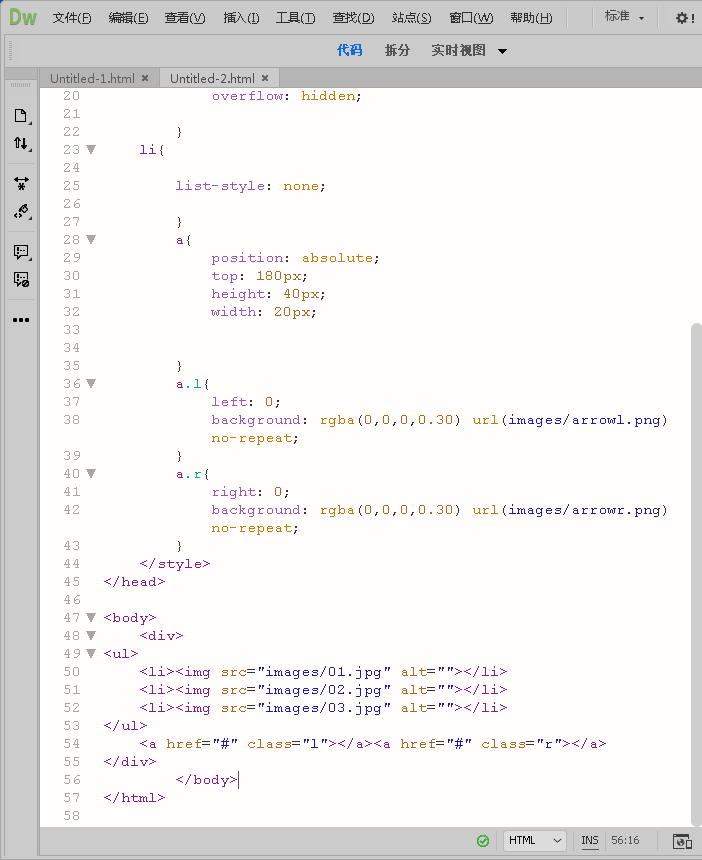 Dw 文件(F) 编辑(E) 查看(V) 插入(I) 工具(T) 查找(D) 站点(S) 窗口(W) 帮助(H) 标准
代码 拆分 实时视图
Untitled-1.html × Untitled-2.html ×
20 overflow: hidden;
21
22 }
23 li{
24
25 list-style: none;
26
27 }
28 a{
29 position: absolute;
30 top: 180px;
31 height: 40px;
32 width: 20px;
33
34
35 }
36 a.l{
37 left: 0;
38 background: rgba(0,0,0,0.30) url(images/arrowl.png)
no-repeat;
39 }
40 a.r{
41 right: 0;
42 background: rgba(0,0,0,0.30) url(images/arrowr.png)
no-repeat;
43 }
44 </style>
45 </head>
46
47 <body>
48 <div>
49 <ul>
50 <li><img src="images/01.jpg" alt=""></li>
51 <li><img src="images/02.jpg" alt=""></li>
52 <li><img src="images/03.jpg" alt=""></li>
53 </ul>
54 <a href="#" class="l"></a><a href="#" class="r"></a>
55 </div>
56 </body>
57 </html>
58
HTML INS 56:16